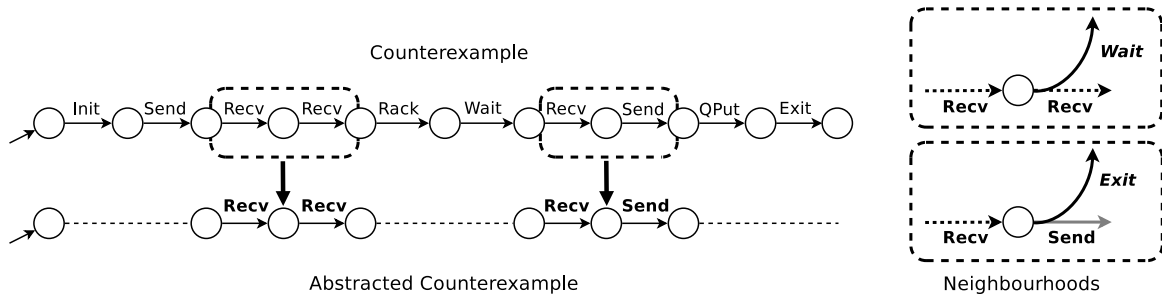 Counterexample
Init Send Recv Recv Rack Wait Recv Send QPut Exit
Recv Recv Recv Send
Abstracted Counterexample
Wait
Recv Recv
Exit
Recv Send
Neighbourhoods